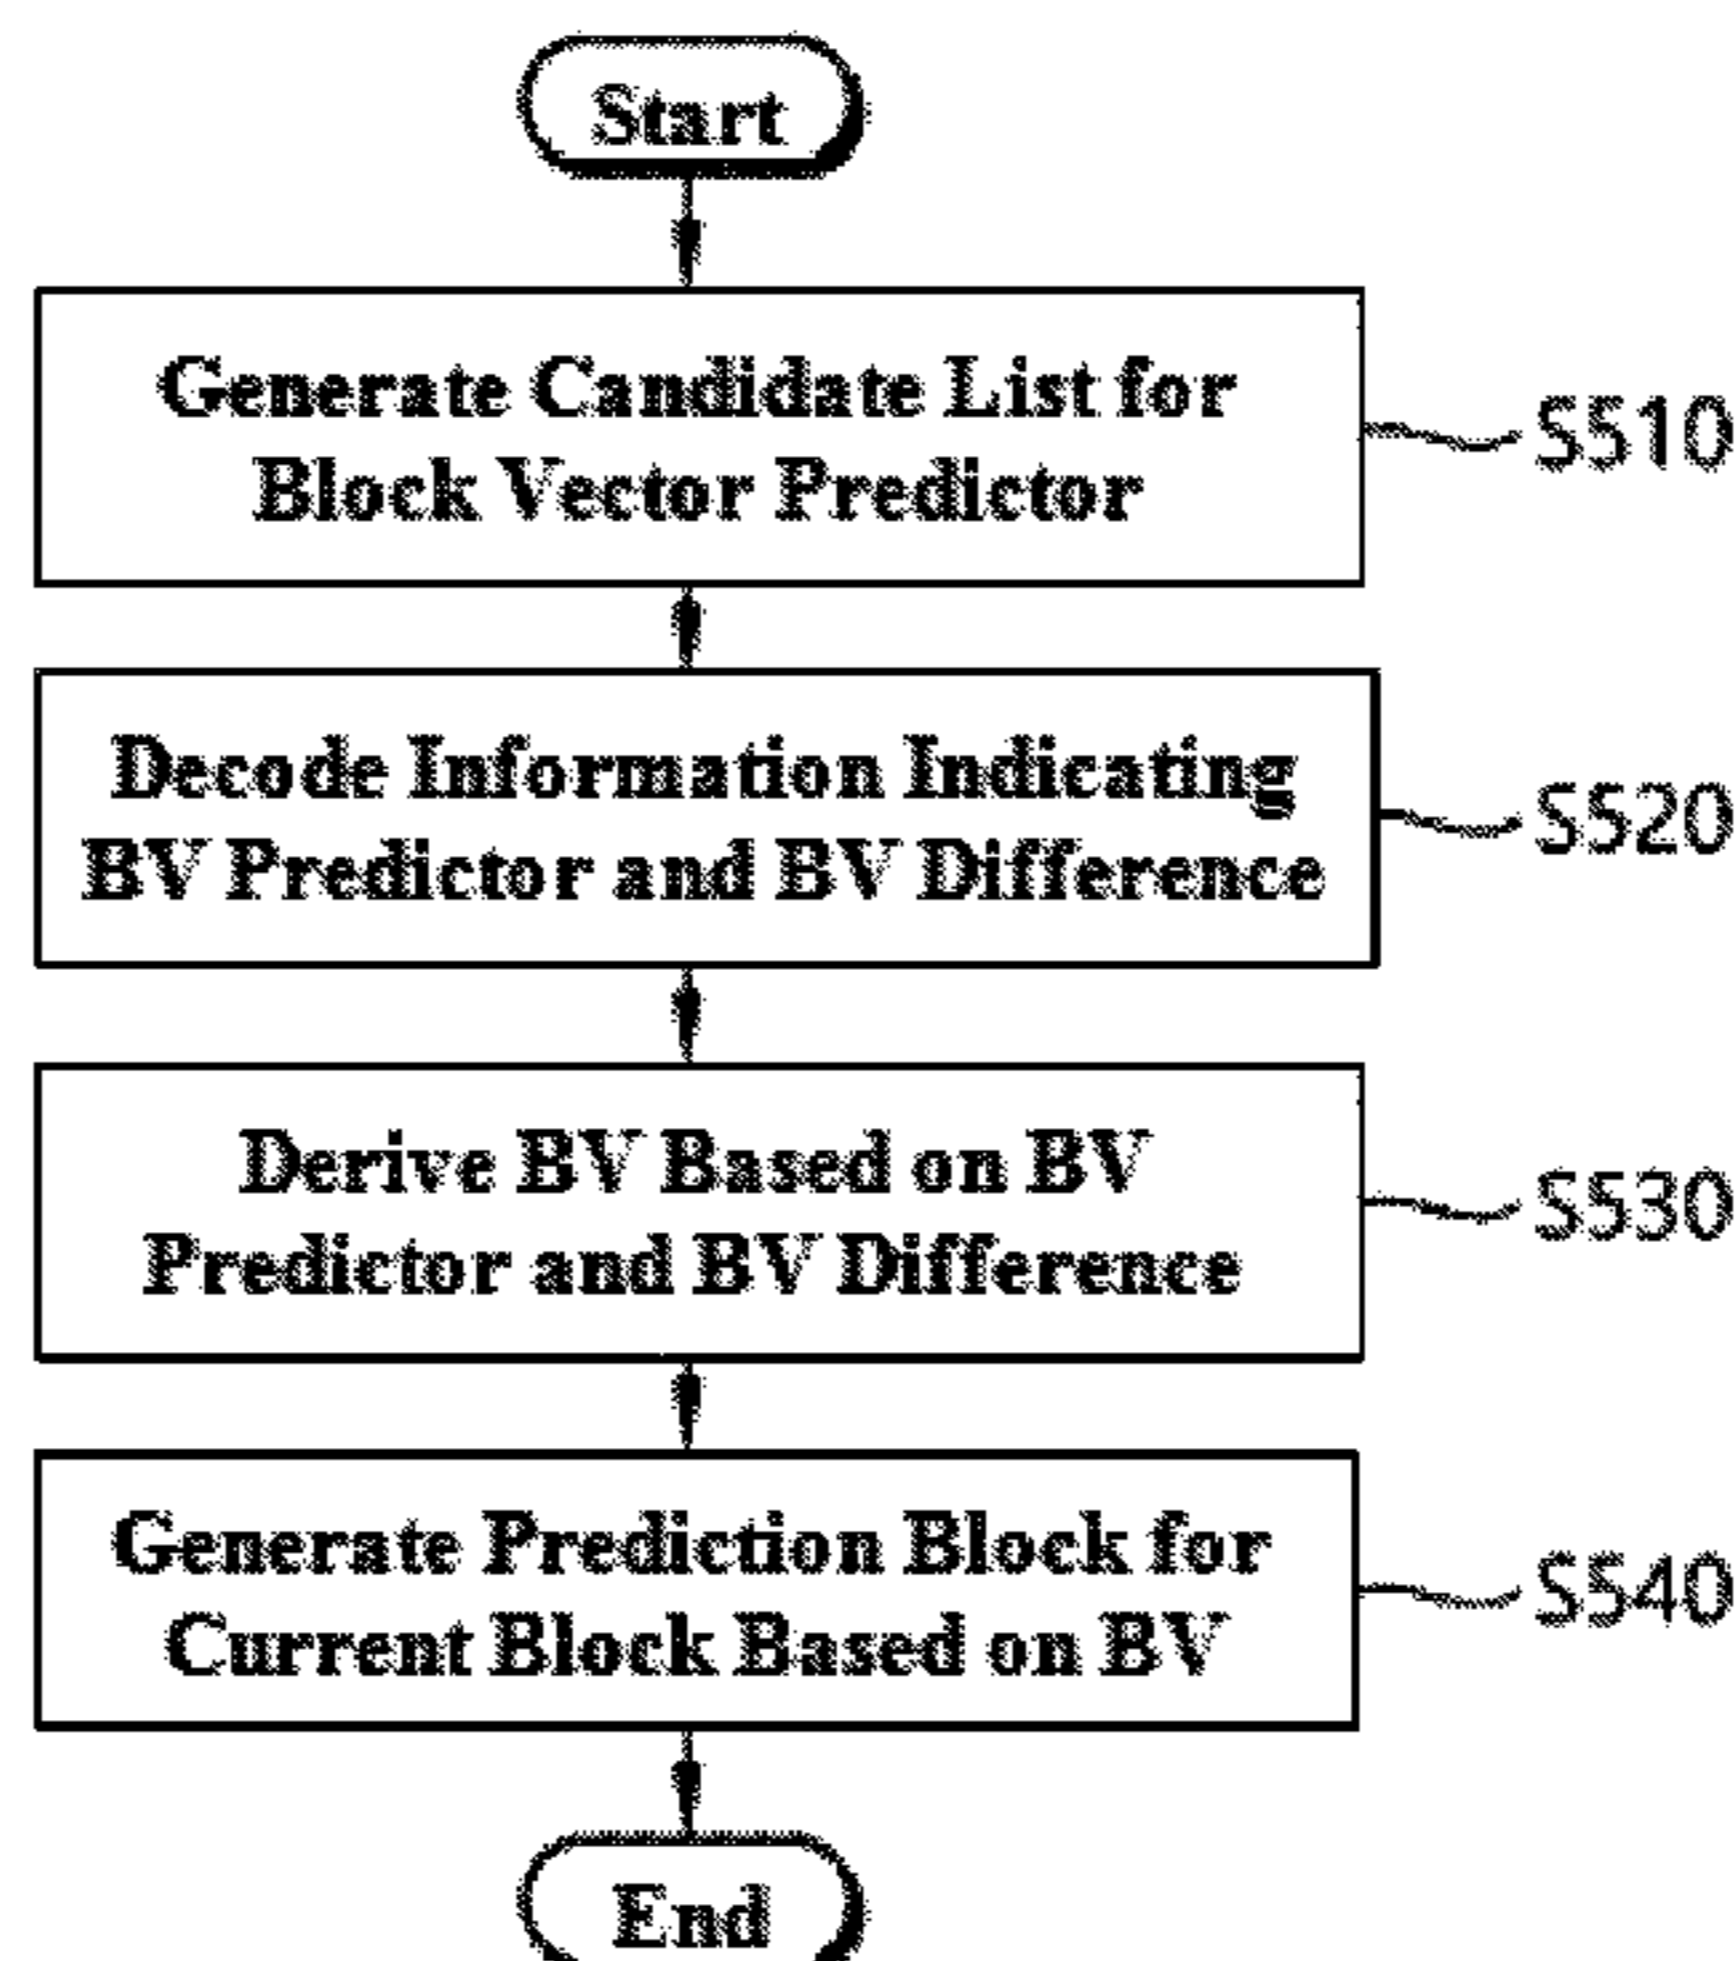 Start
Generate Candidate List for
Block Vector Predictor
S510
Decode Information Indicating
BV Predictor and BV Difference
S520
Derive BV Based on BV
Predictor and BV Difference
S530
Generate Prediction Block for
Current Block Based on BV
S540
End